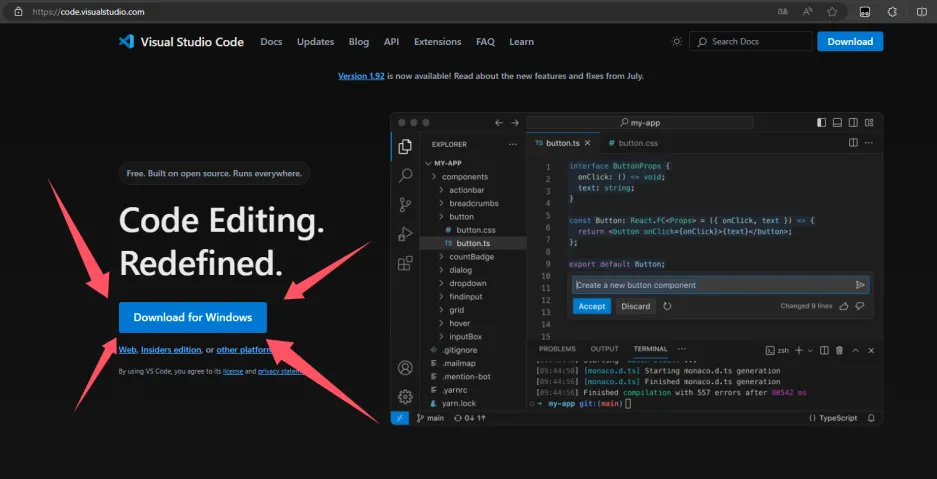 https://code.visualstudio.com
Visual Studio Code Docs Updates Blog API Extensions FAQ Learn Search Docs Download
Version 1.92 is now available! Read about the new features and fixes from July.
Free. Built on open source. Runs everywhere.
Code Editing.
Redefined.
Download for Windows
Web, Insiders edition, or other platform
By using VS Code, you agree to its license and privacy statem
my-app
EXPLORER
MY-APP
components
actionbar
breadcrumbs
button
button.css
button.ts
countBadge
dialog
dropdown
findinput
grid
hover
inputBox
.gitignore
.mailmap
.mention-bot
.yarnrc
yarn.lock
TS button.ts # button.css
1 interface ButtonProps {
2 onClick: () => void;
3 text: string;
4 }
5
6 const Button: React.FC<Props> = ({ onClick, text }) => {
7 return <button onClick={onClick}>{text}</button>;
8 };
9
10 export default Button;
11
12
13
14
15
Create a new button component
Accept Discard Changed 9 lines
PROBLEMS OUTPUT TERMINAL zsh
[09:44:50] [monaco.d.ts] Starting monaco.d.ts generation
[09:44:56] [monaco.d.ts] Finished monaco.d.ts generation
[09:44:56] Finished compilation with 557 errors after 80542 ms
my-app git:(main)
main 0↓ 1↑ {} TypeScript